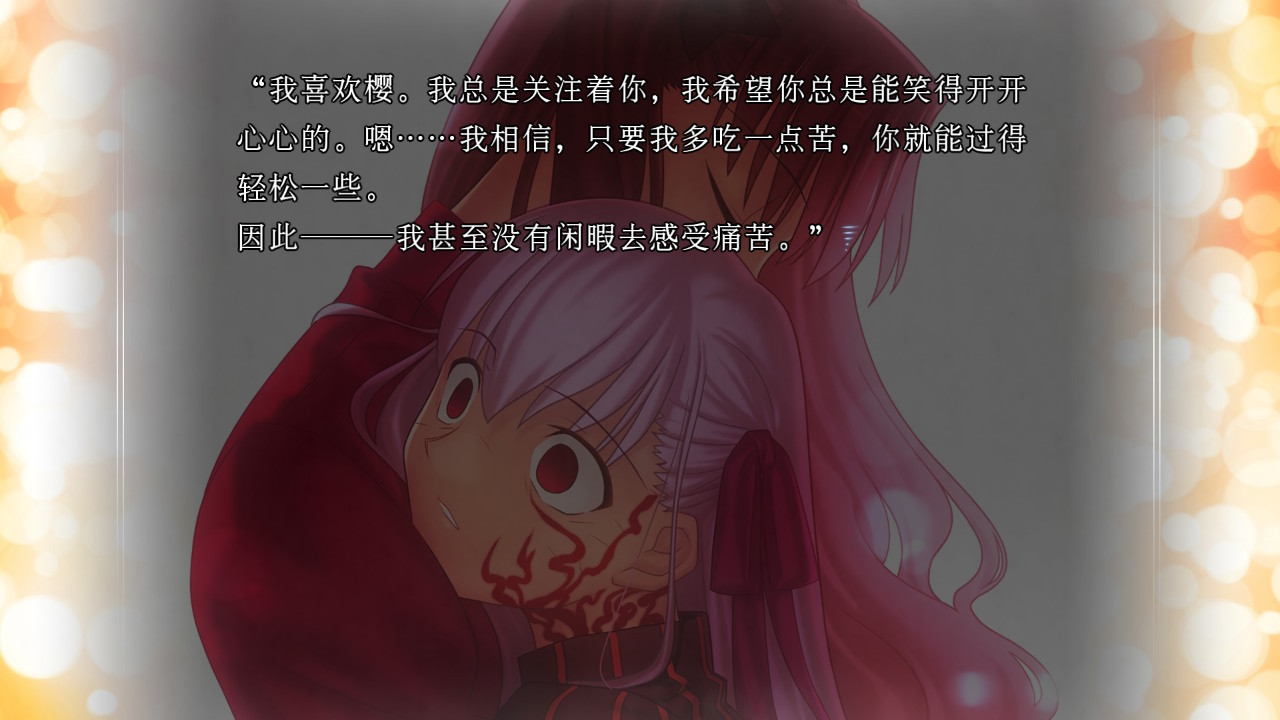 “我喜欢樱。我总是关注着你，我希望你总是能笑得开开
心心的。嗯……我相信，只要我多吃一点苦，你就能过得
轻松一些。
因此———我甚至没有闲暇去感受痛苦。”